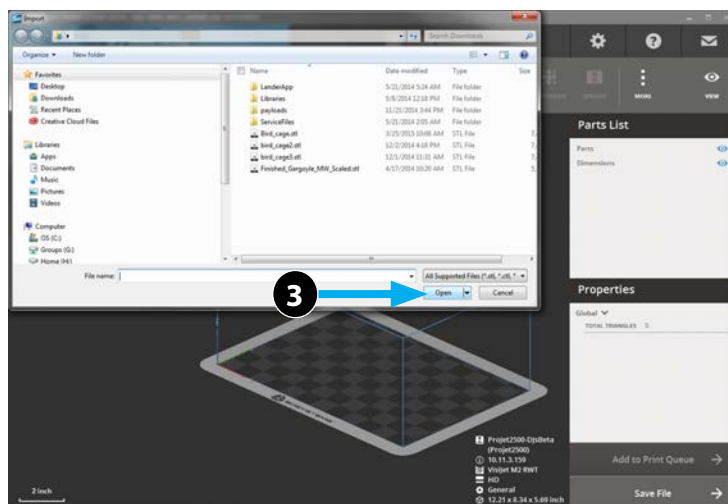 Import
Search Downloads
Organize
New folder
Name
Date modified
Type
Size
Favorites
Desktop
Downloads
Recent Places
Creative Cloud Files
Libraries
Apps
Documents
Music
Pictures
Videos
Computer
OS (C:)
Groups (G:)
Home (H:)
LanderApp 5/21/2014 5:24 AM File folder
Libraries 5/8/2014 12:18 PM File folder
payloads 11/21/2014 3:44 PM File folder
ServiceFiles 5/21/2014 2:05 AM File folder
Bird_cage.stl 3/25/2013 10:08 AM STL File
bird_cage2.stl 12/2/2014 4:18 PM STL File
bird_cage3.stl 12/1/2014 11:31 AM STL File
Finished_Gargoyle_MW_Scaled.stl 4/17/2014 10:20 AM STL File
File name:
All Supported Files (*.stl, *.ctl, *
Open
Cancel
3
MORE
VIEW
Parts List
Parts
Dimensions
Properties
Global
TOTAL TRIANGLES 0
3D SYSTEMS
Projet2500-DJsBeta
(Projet2500)
10.11.3.159
VisiJet M2 RWT
HD
General
12.21 x 8.34 x 5.69 inch
2 inch
Add to Print Queue
Save File